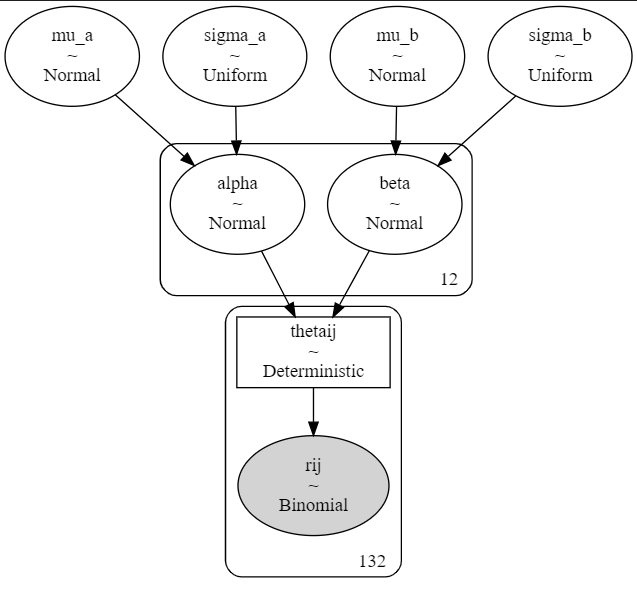 mu_a
~
Normal
sigma_a
~
Uniform
mu_b
~
Normal
sigma_b
~
Uniform
alpha
~
Normal
beta
~
Normal
12
thetaij
~
Deterministic
rij
~
Binomial
132